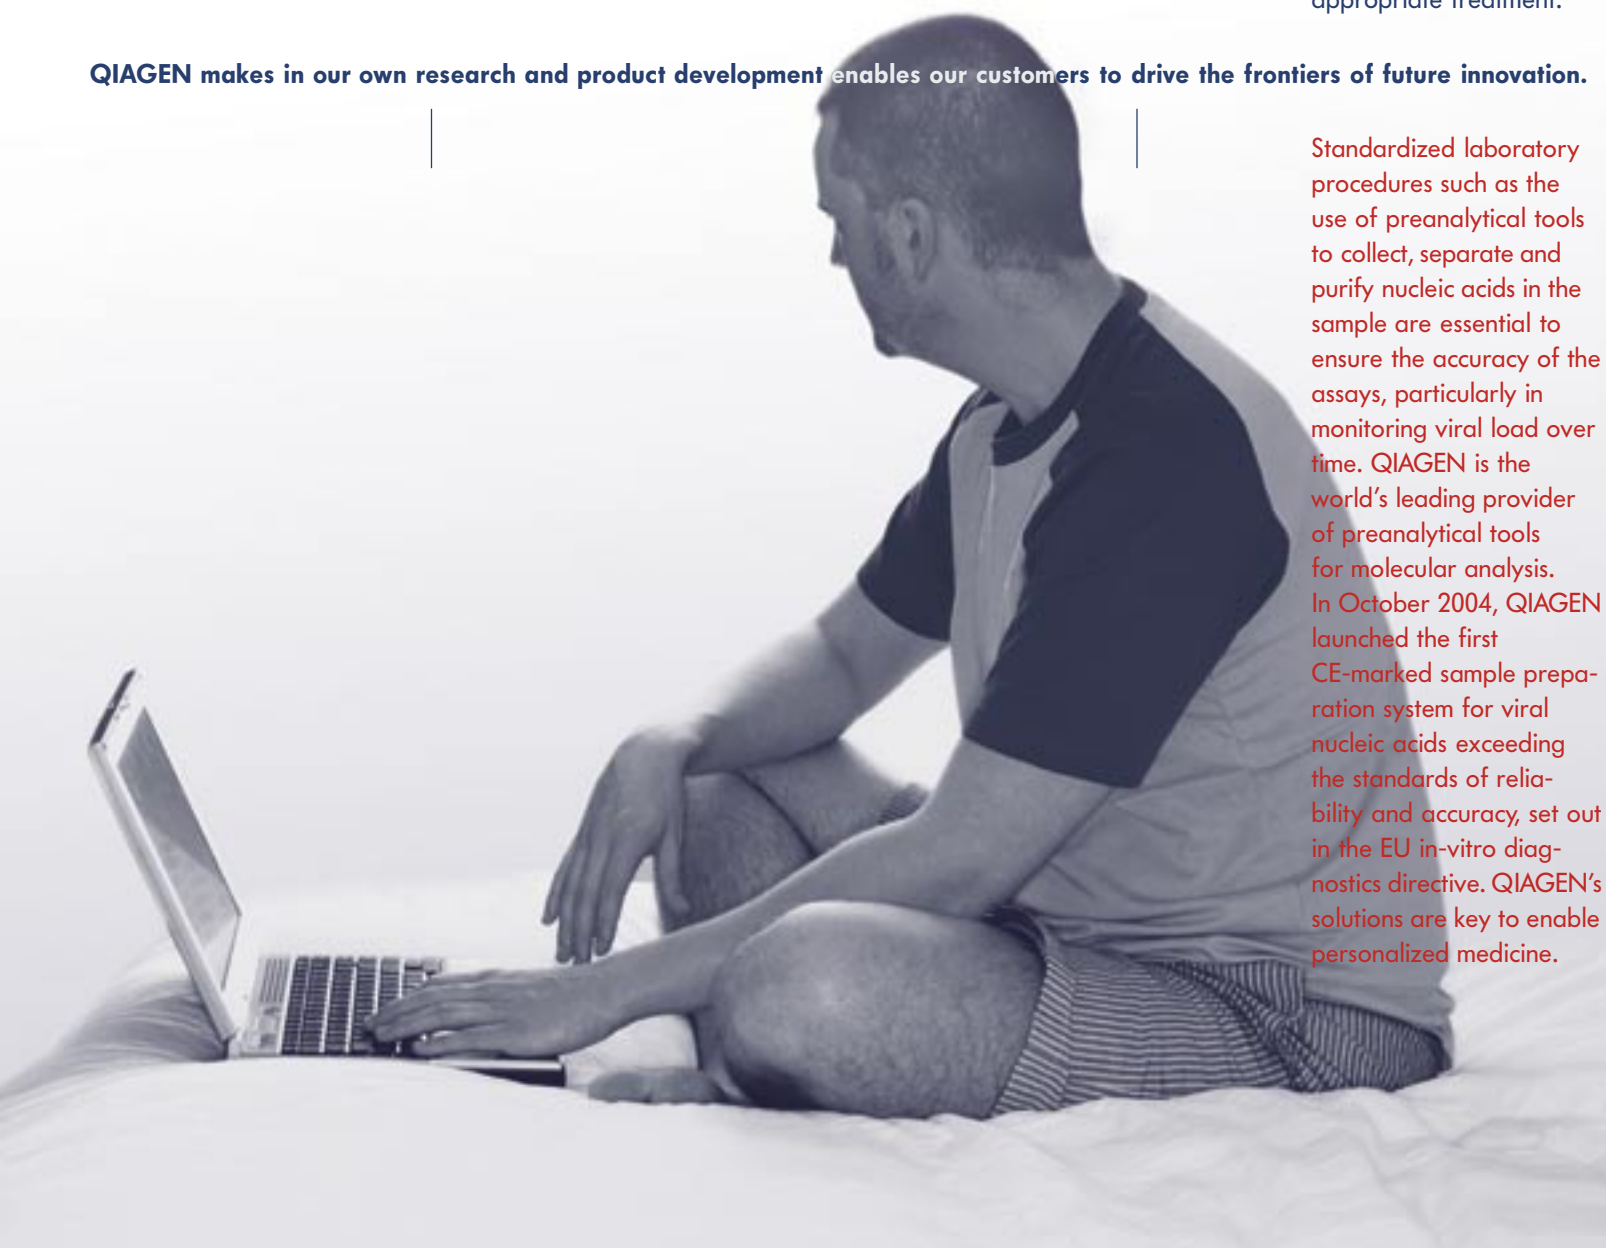 appropriate treatment.
QIAGEN makes in our own research and product development enables our customers to drive the frontiers of future innovation.
Standardized laboratory
procedures such as the
use of preanalytical tools
to collect, separate and
purify nucleic acids in the
sample are essential to
ensure the accuracy of the
assays, particularly in
monitoring viral load over
time. QIAGEN is the
world's leading provider
of preanalytical tools
for molecular analysis.
In October 2004, QIAGEN
launched the first
CE-marked sample prepa-
ration system for viral
nucleic acids exceeding
the standards of relia-
bility and accuracy, set out
in the EU in-vitro diag-
nostics directive. QIAGEN's
solutions are key to enable
personalized medicine.